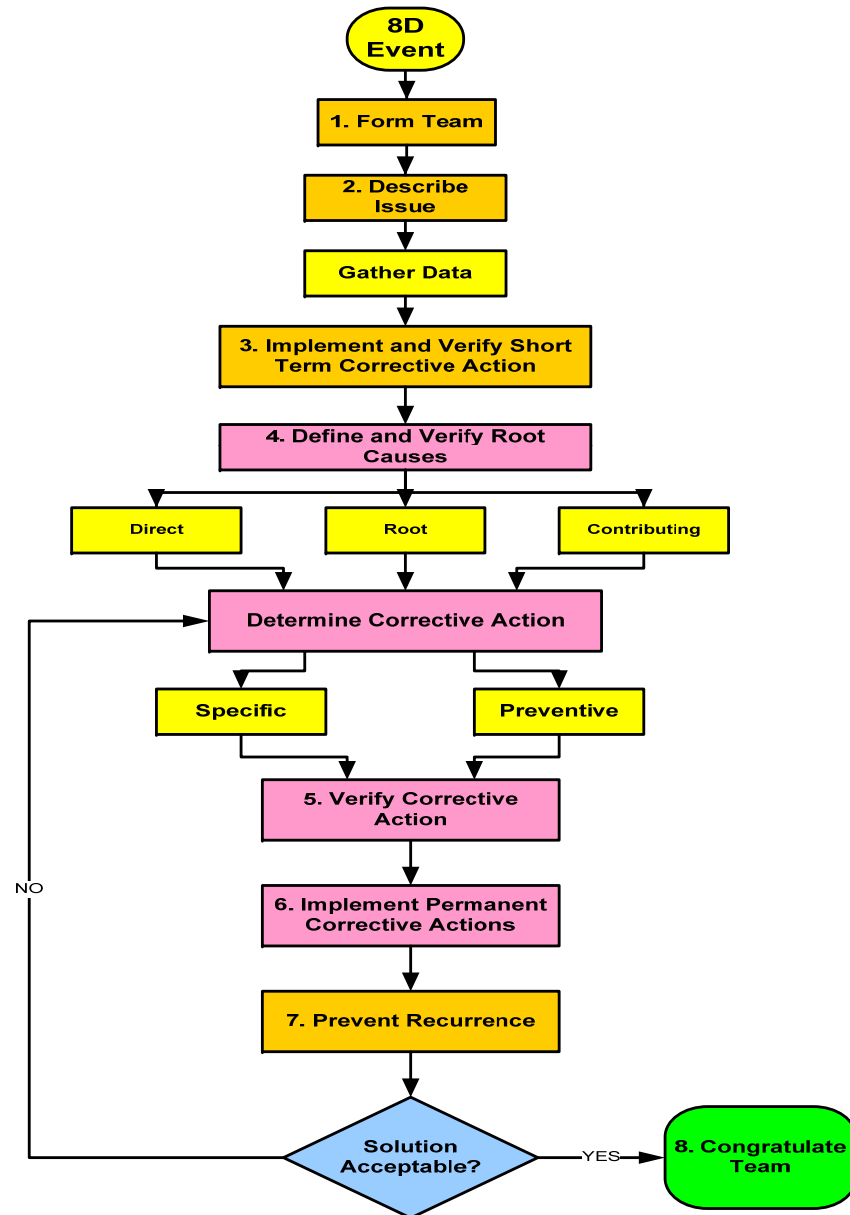 8D
Event
1. Form Team
2. Describe
Issue
Gather Data
3. Implement and Verify Short
Term Corrective Action
4. Define and Verify Root
Causes
Direct
Root
Contributing
Determine Corrective Action
Specific
Preventive
5. Verify Corrective
Action
NO
6. Implement Permanent
Corrective Actions
7. Prevent Recurrence
Solution
Acceptable?
YES
8. Congratulate
Team